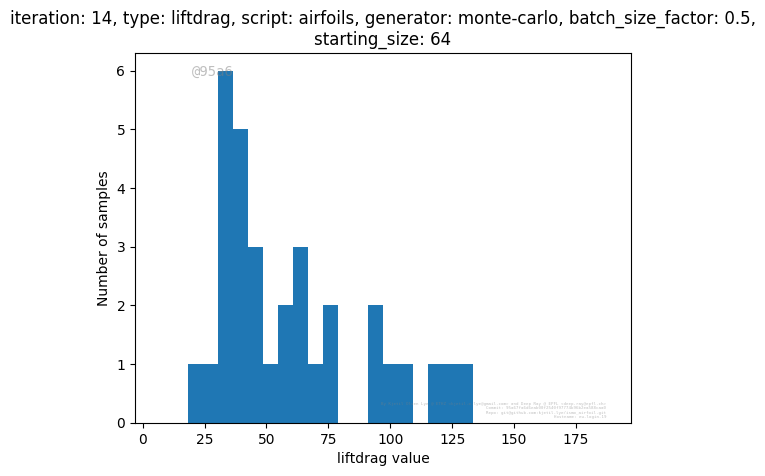 iteration: 14, type: liftdrag, script: airfoils, generator: monte-carlo, batch_size_factor: 0.5,
starting_size: 64
@95a6
6
5
4
3
2
1
0
Number of samples
0 25 50 75 100 125 150 175
liftdrag value